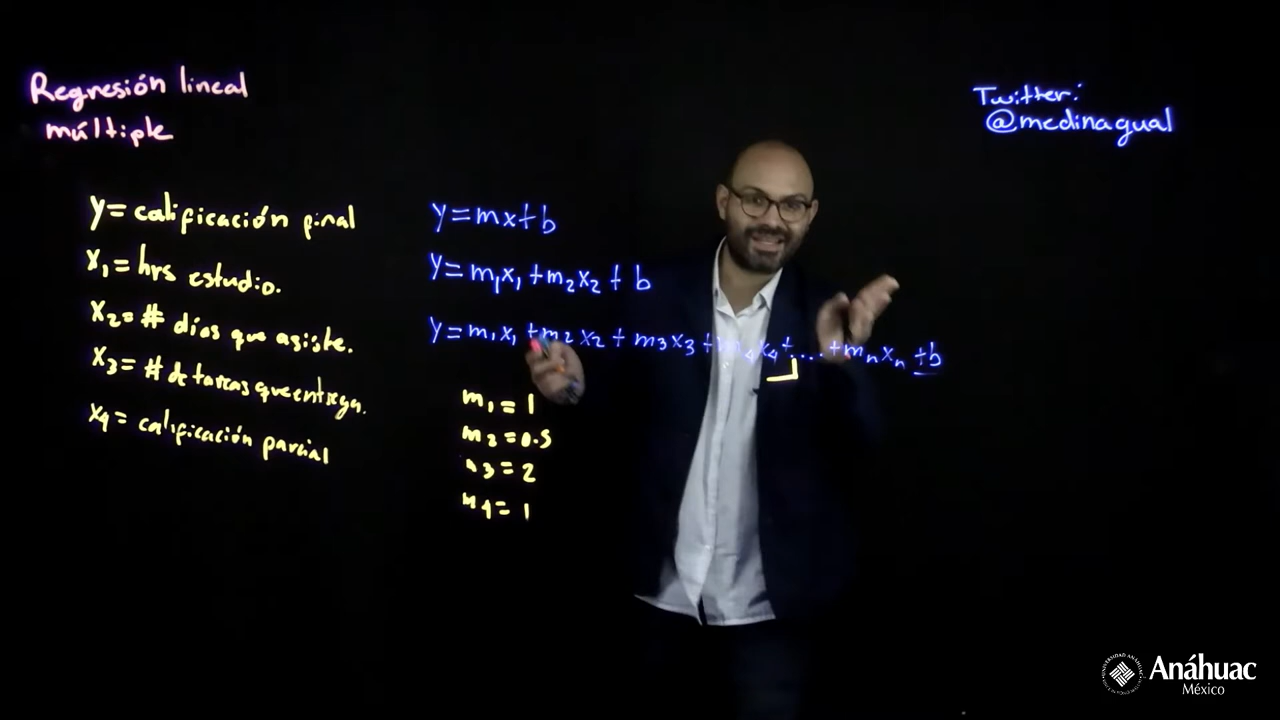 Regresión lineal
múltiple
Twitter:
@medinagual
y = calificación final
x₁ = hrs estudio.
x₂ = # días que asiste.
x₃ = # de tareas que entrega.
x₄ = calificación parcial
y = mx + b
y = m₁x₁ + m₂x₂ + b
y = m₁x₁ + m₂x₂ + m₃x₃ + m₄x₄ + .... + mₙxₙ + b
m₁ = 1
m₂ = 0.5
m₃ = 2
m₄ = 1
Anáhuac
México